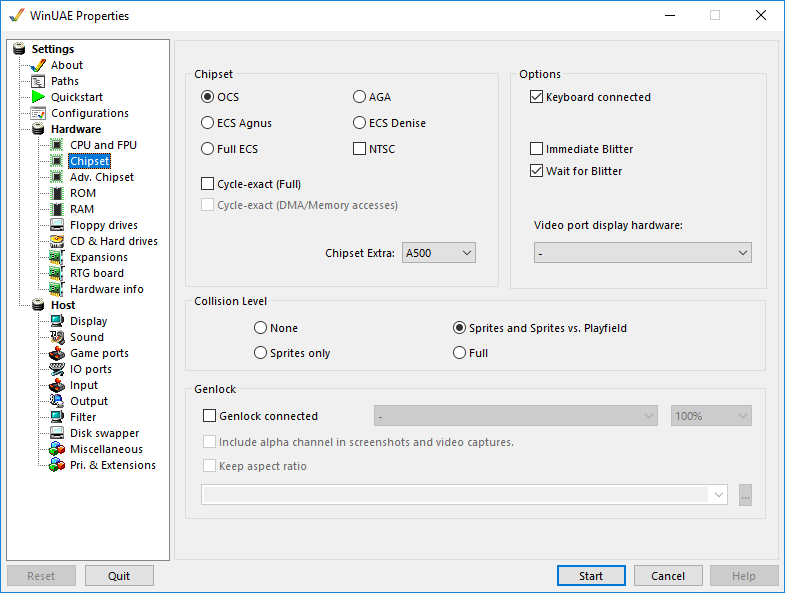 WinUAE Properties
Settings
About
Paths
Quickstart
Configurations
Hardware
CPU and FPU
Chipset
Adv. Chipset
ROM
RAM
Floppy drives
CD & Hard drives
Expansions
RTG board
Hardware info
Host
Display
Sound
Game ports
IO ports
Input
Output
Filter
Disk swapper
Miscellaneous
Pri. & Extensions
Chipset
OCS AGA
ECS Agnus ECS Denise
Full ECS NTSC
Cycle-exact (Full)
Cycle-exact (DMA/Memory accesses)
Chipset Extra: A500
Options
Keyboard connected
Immediate Blitter
Wait for Blitter
Video port display hardware:
-
Collision Level
None Sprites and Sprites vs. Playfield
Sprites only Full
Genlock
Genlock connected - 100%
Include alpha channel in screenshots and video captures.
Keep aspect ratio
...
Reset Quit Start Cancel Help